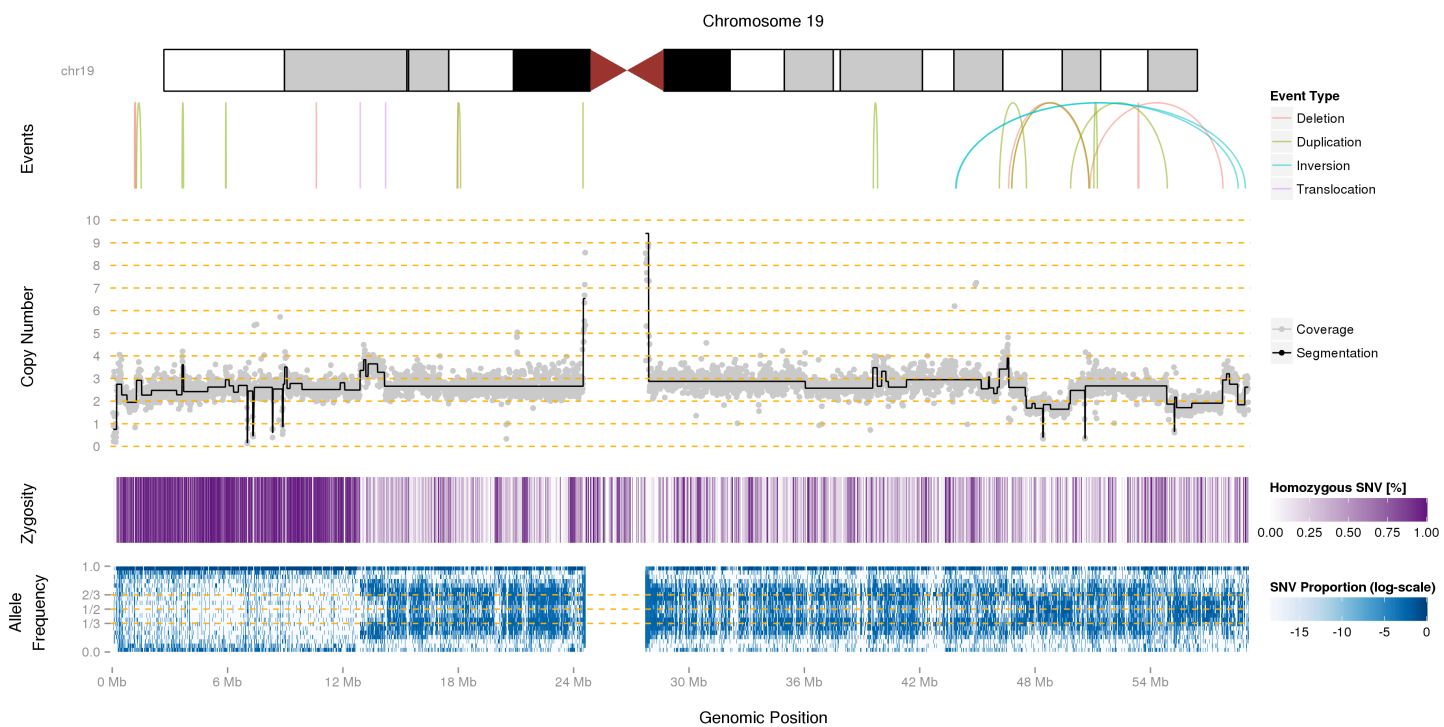 Chromosome 19
chr19
Events
Event Type
Deletion
Duplication
Inversion
Translocation
Copy Number
10
9
8
7
6
5
4
3
2
1
0
Coverage
Segmentation
Zygosity
Homozygous SNV [%]
0.00 0.25 0.50 0.75 1.00
Allele
Frequency
1.0
2/3
1/2
1/3
0.0
SNV Proportion (log-scale)
-15 -10 -5 0
0 Mb 6 Mb 12 Mb 18 Mb 24 Mb 30 Mb 36 Mb 42 Mb 48 Mb 54 Mb
Genomic Position